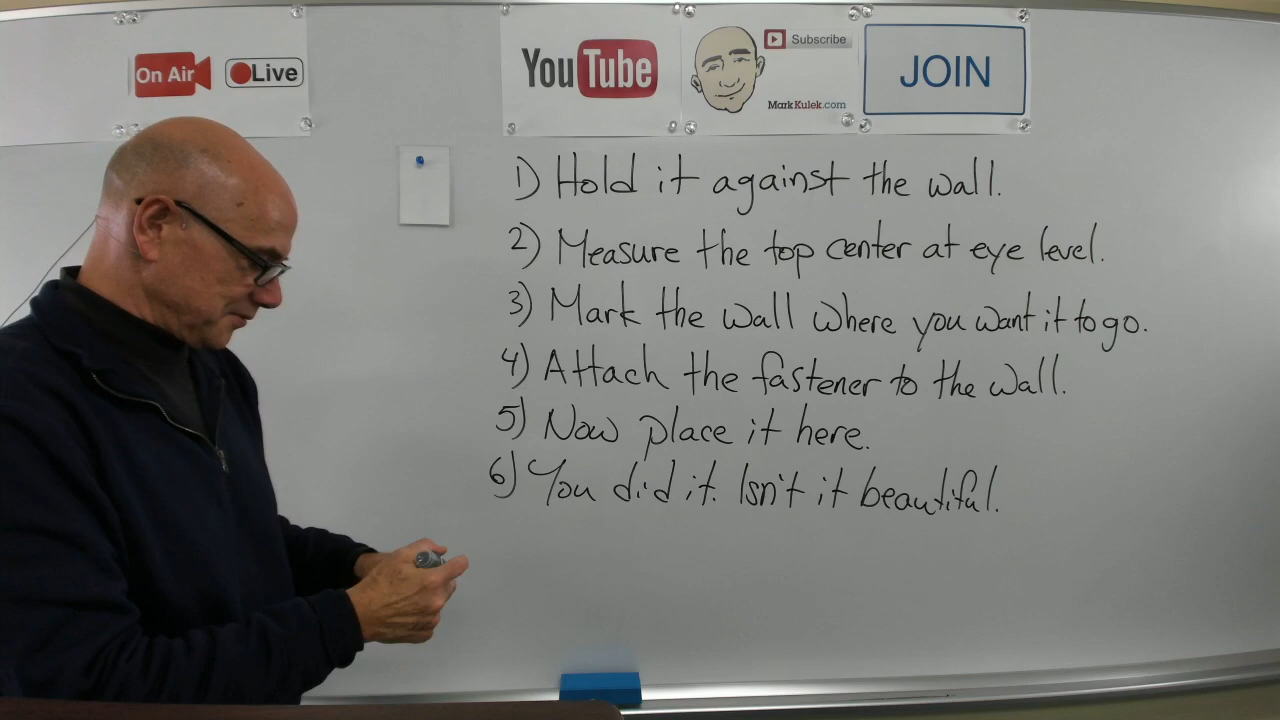 On Air
Live
YouTube
Subscribe
MarkKulek.com
JOIN
1) Hold it against the wall.
2) Measure the top center at eye level.
3) Mark the wall where you want it to go.
4) Attach the fastener to the wall.
5) Now place it here.
6) You did it. Isn't it beautiful.